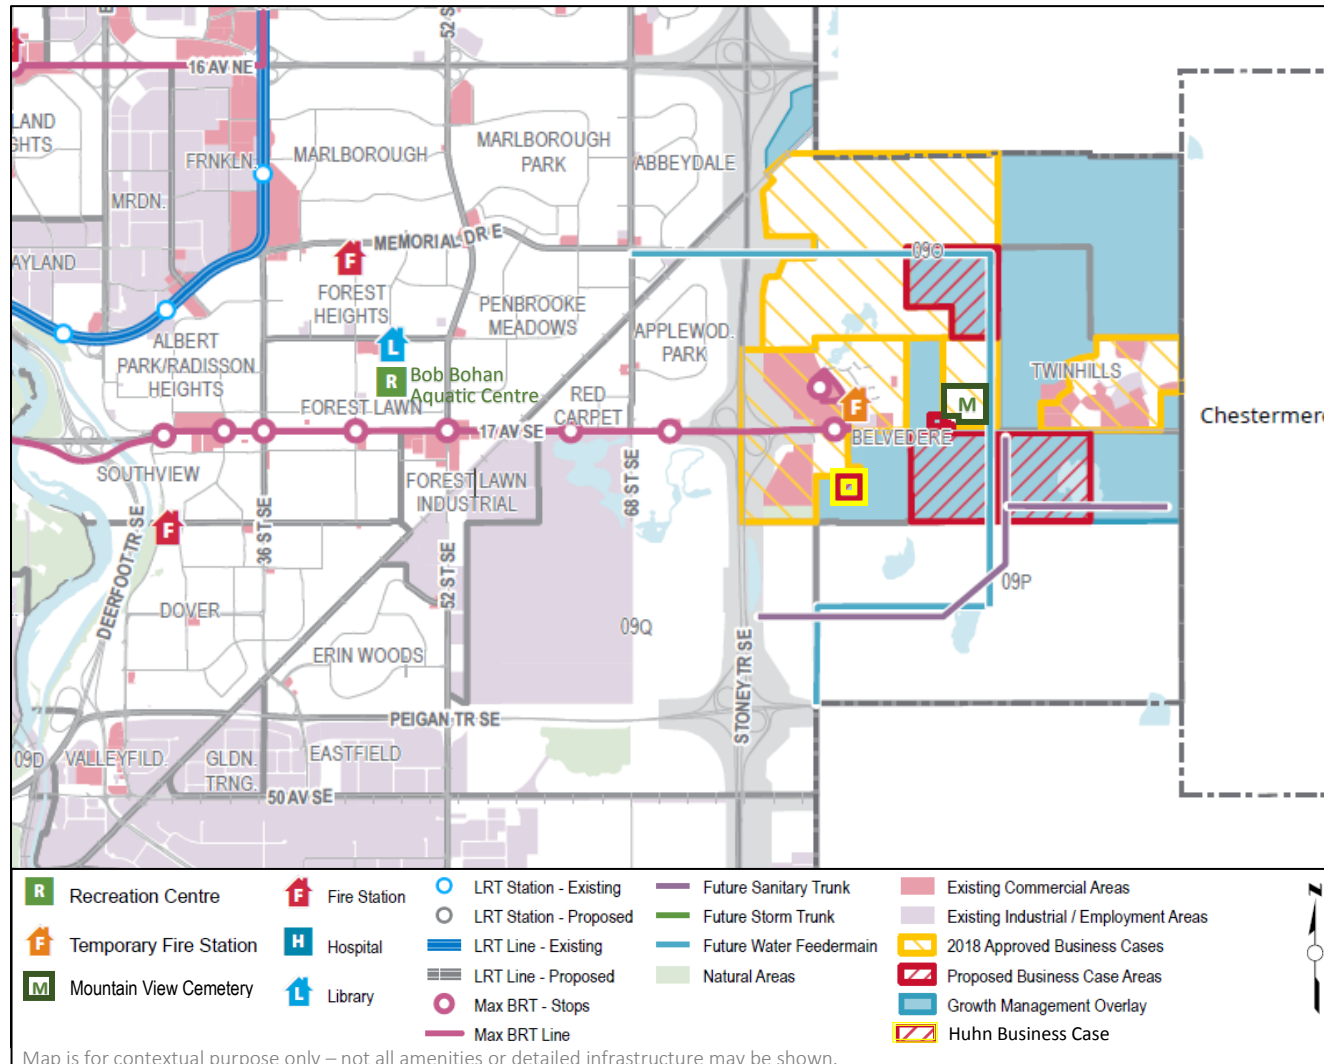 52 S
16 AV NE
LAND
GHTS
FRNKLN.
MARLBOROUGH
MARLBOROUGH
PARK
ABBEYDALE
MRDN.
MEMORIAL DR E
09O
AYLAND
F
FOREST
HEIGHTS
PENBROOKE
MEADOWS
ALBERT
PARK/RADISSON
HEIGHTS
L
APPLEWOD.
PARK
TWINHILLS
R
Bob Bohan
Aquatic Centre
RED
CARPET
F
M
Chestermere
FOREST LAWN
17 AV SE
BELVEDERE
SOUTHVIEW
FOREST LAWN
INDUSTRIAL
68 ST SE
F
36 ST SE
DEERFOOT TR SE
52 ST SE
09P
DOVER
09Q
ERIN WOODS
STONEY TR SE
PEIGAN TR SE
09D
VALLEYFILD.
GLDN.
TRNG.
EASTFIELD
50 AV SE
R Recreation Centre
F Temporary Fire Station
M Mountain View Cemetery
F Fire Station
H Hospital
L Library
LRT Station - Existing
LRT Station - Proposed
LRT Line - Existing
LRT Line - Proposed
Max BRT - Stops
Max BRT Line
Future Sanitary Trunk
Future Storm Trunk
Future Water Feedermain
Natural Areas
Existing Commercial Areas
Existing Industrial / Employment Areas
2018 Approved Business Cases
Proposed Business Case Areas
Growth Management Overlay
Huhn Business Case
N
Map is for contextual purpose only – not all amenities or detailed infrastructure may be shown.